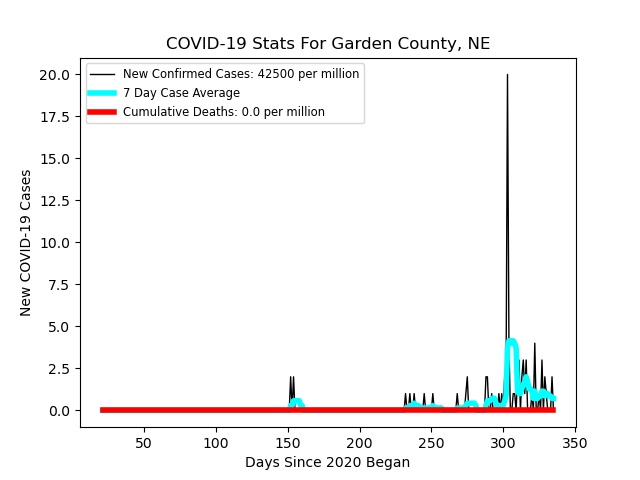 COVID-19 Stats For Garden County, NE
New Confirmed Cases: 42500 per million
7 Day Case Average
Cumulative Deaths: 0.0 per million
New COVID-19 Cases
20.0
17.5
15.0
12.5
10.0
7.5
5.0
2.5
0.0
50 100 150 200 250 300 350
Days Since 2020 Began